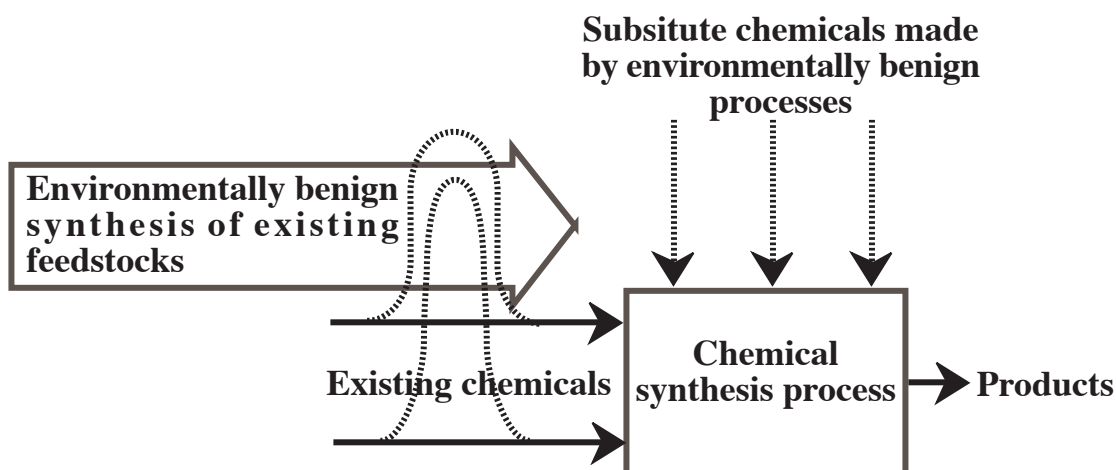 Subsitute chemicals made
by environmentally benign
processes
Environmentally benign
synthesis of existing
feedstocks
Existing chemicals
Chemical
synthesis process
Products